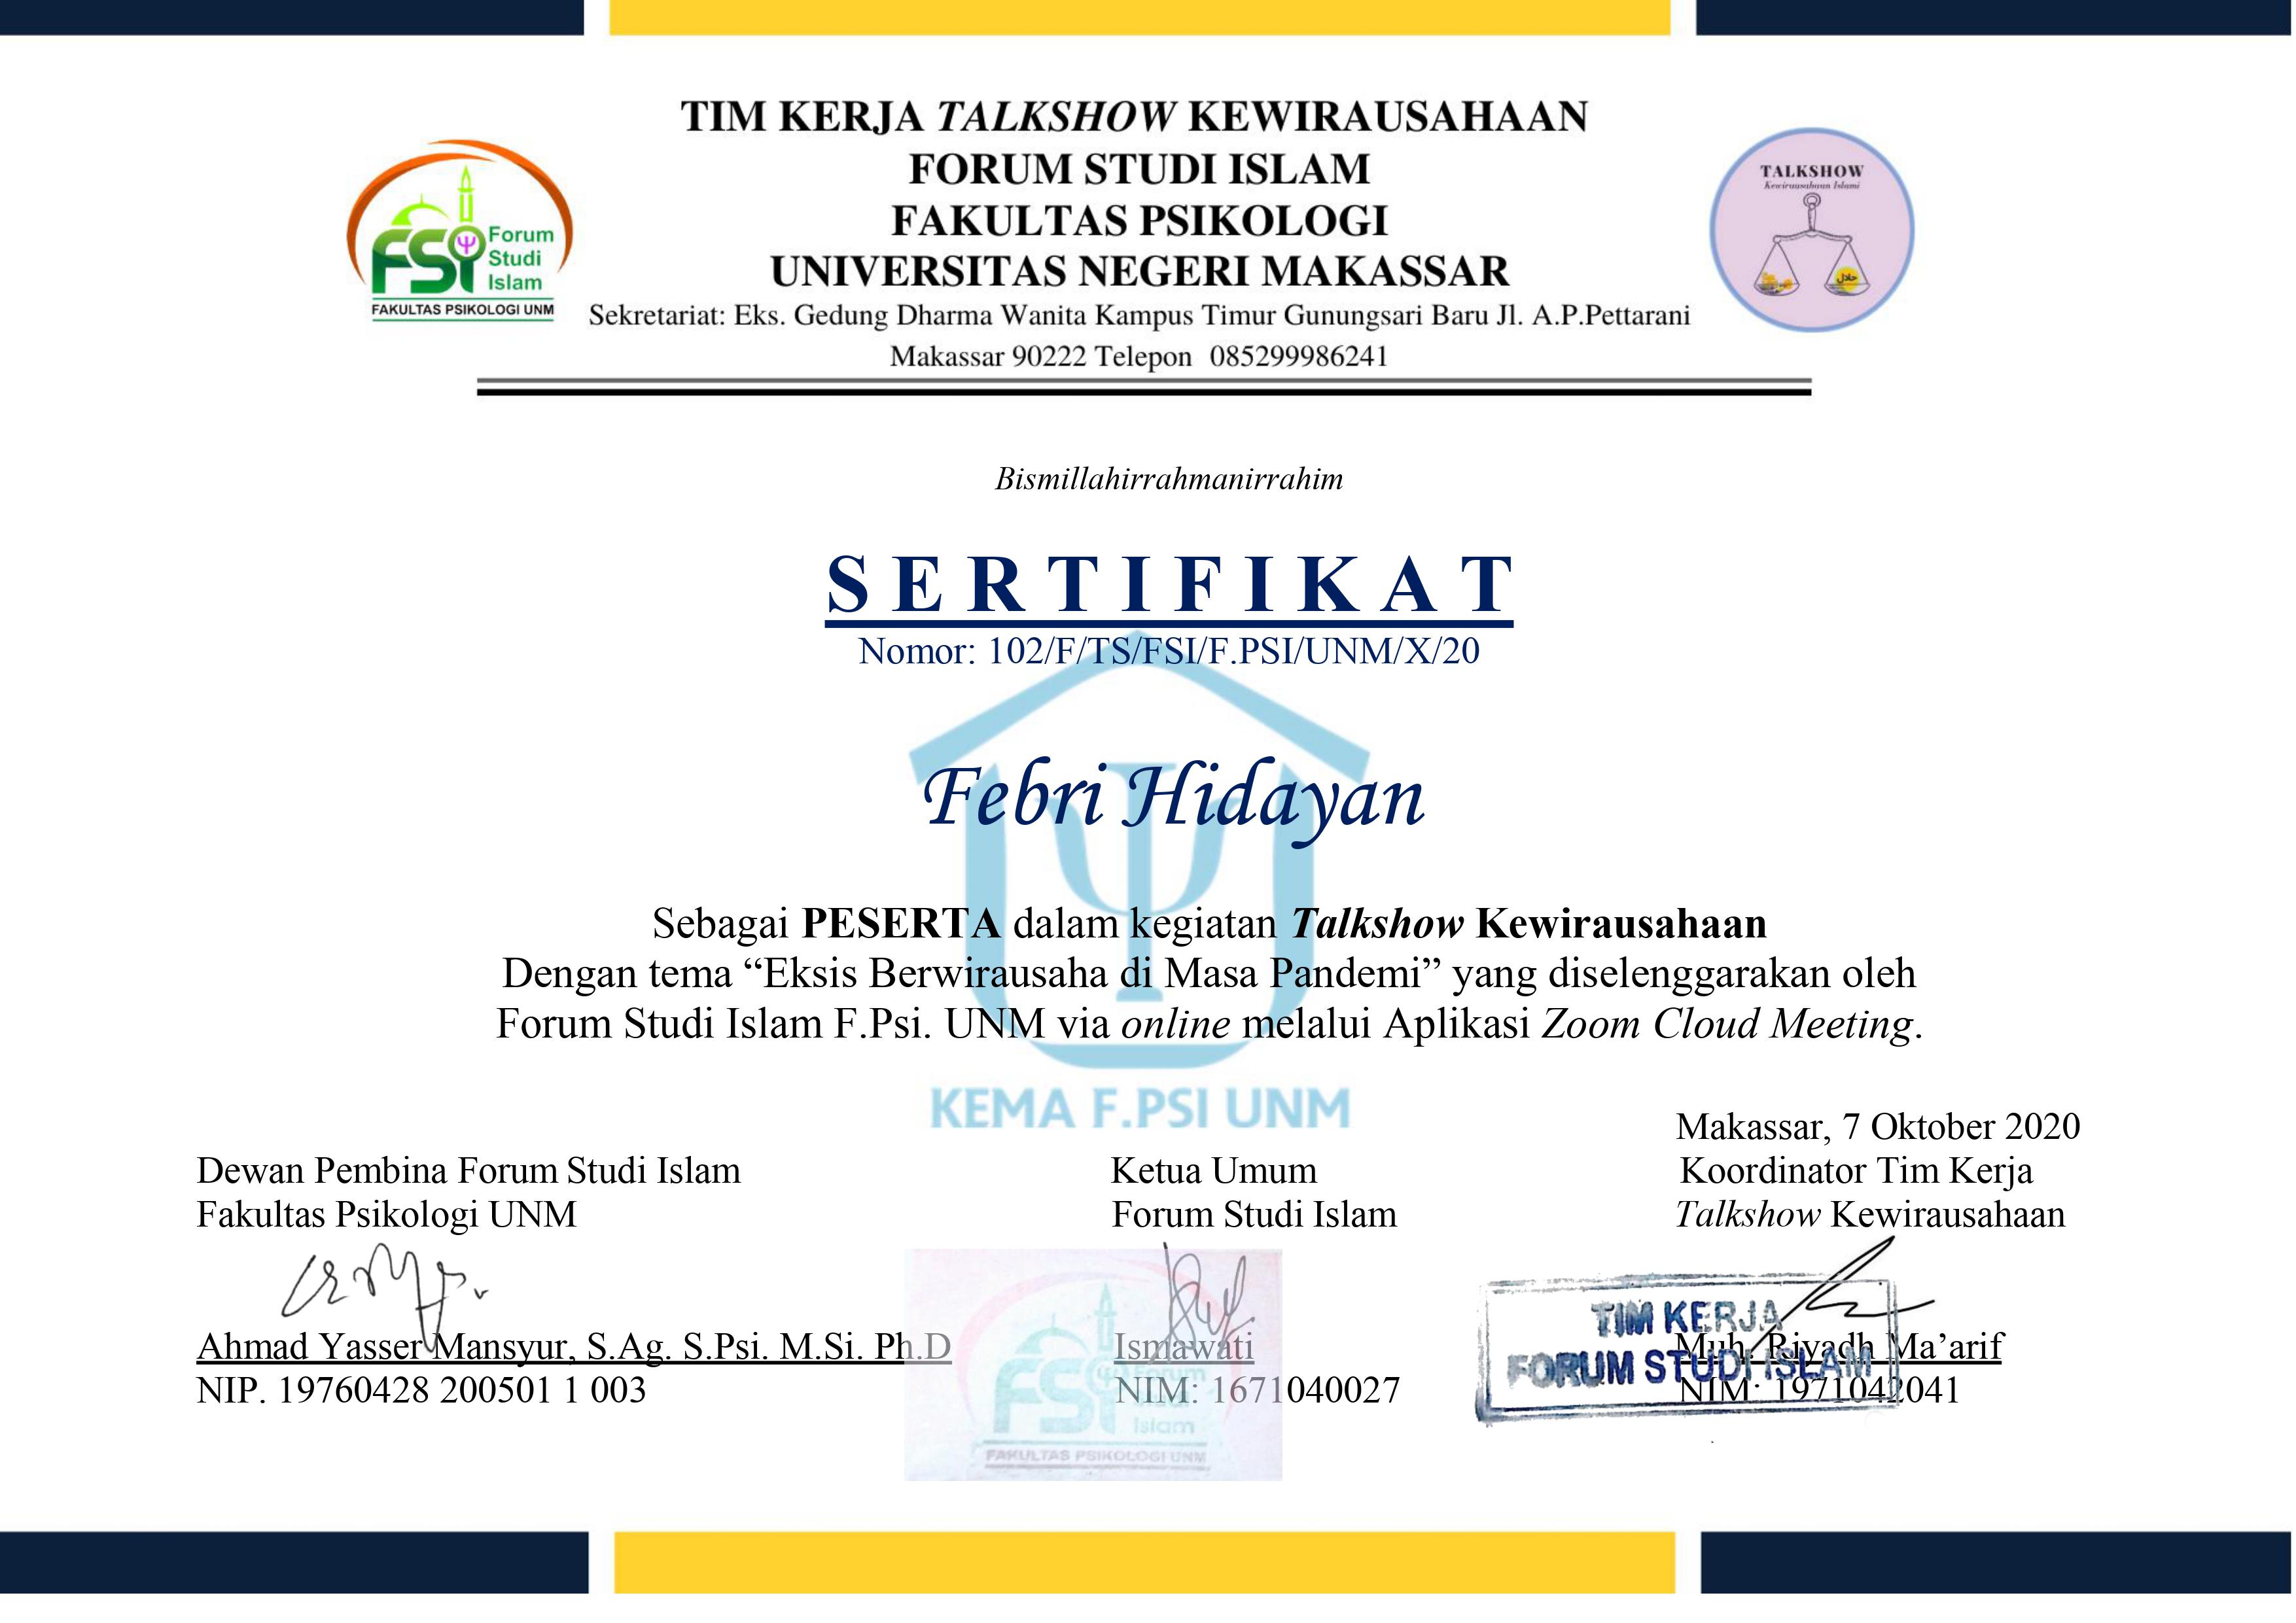 TIM KERJA TALKSHOW KEWIRAUSAHAAN
FORUM STUDI ISLAM
FAKULTAS PSIKOLOGI
UNIVERSITAS NEGERI MAKASSAR
Sekretariat: Eks. Gedung Dharma Wanita Kampus Timur Gunungsari Baru Jl. A.P.Pettarani
Makassar 90222 Telepon 085299986241
FSI Forum
Studi
Islam
FAKULTAS PSIKOLOGI UNM
TALKSHOW
Kewirausahaan Islami
حلال
Bismillahirrahmanirrahim
S E R T I F I K A T
Nomor: 102/F/TS/FSI/F.PSI/UNM/X/20
Febri Hidayan
Sebagai PESERTA dalam kegiatan Talkshow Kewirausahaan
Dengan tema “Eksis Berwirausaha di Masa Pandemi” yang diselenggarakan oleh
Forum Studi Islam F.Psi. UNM via online melalui Aplikasi Zoom Cloud Meeting.
KEMA F.PSI UNM
Makassar, 7 Oktober 2020
Dewan Pembina Forum Studi Islam
Fakultas Psikologi UNM
Ahmad Yasser Mansyur, S.Ag. S.Psi. M.Si. Ph.D
NIP. 19760428 200501 1 003
Ketua Umum
Forum Studi Islam
Ismawati
NIM: 1671040027
FSI Forum
Studi
Islam
FAKULTAS PSIKOLOGI UNM
Koordinator Tim Kerja
Talkshow Kewirausahaan
TIM KERJA
FORUM STUDI ISLAM
Muh. Riyadh Ma’arif
NIM: 1971042041